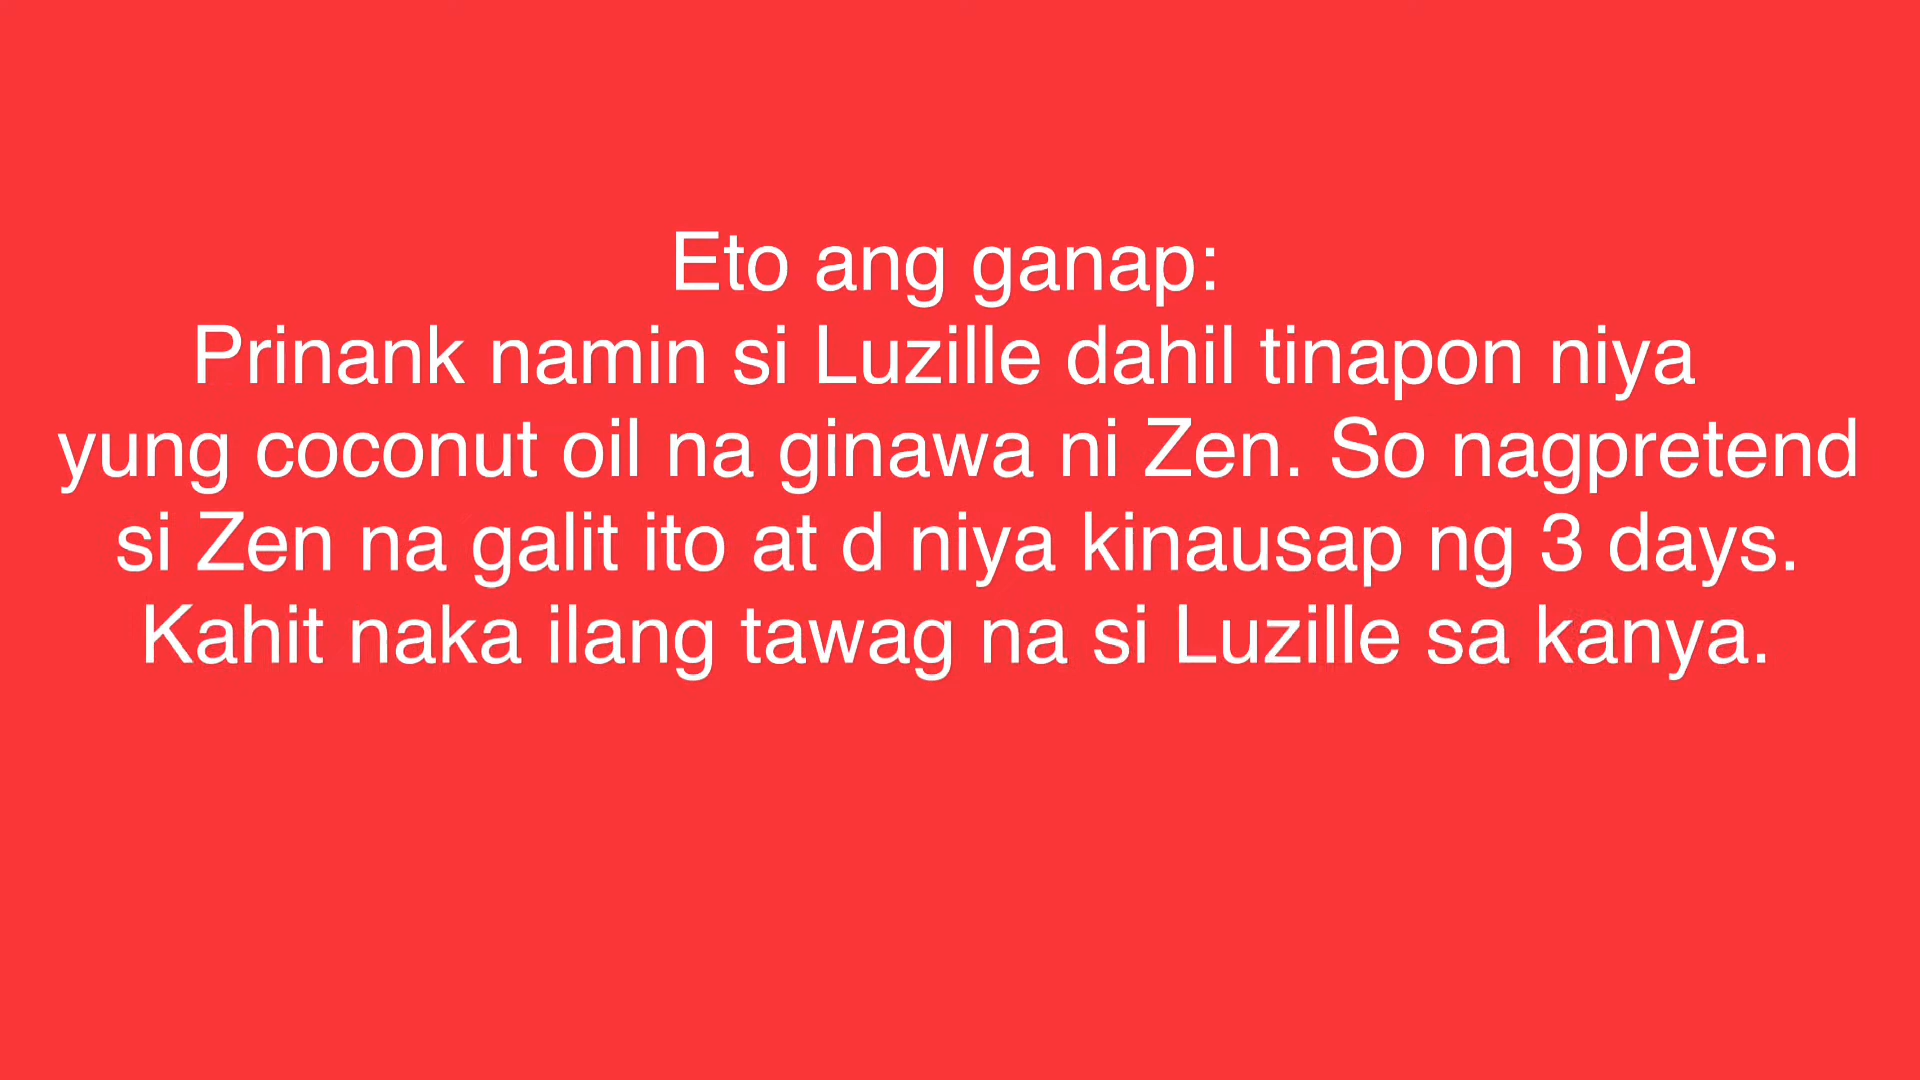 Eto ang ganap:
Prinank namin si Luzille dahil tinapon niya
yung coconut oil na ginawa ni Zen. So nagpretend
si Zen na galit ito at d niya kinausap ng 3 days.
Kahit naka ilang tawag na si Luzille sa kanya.